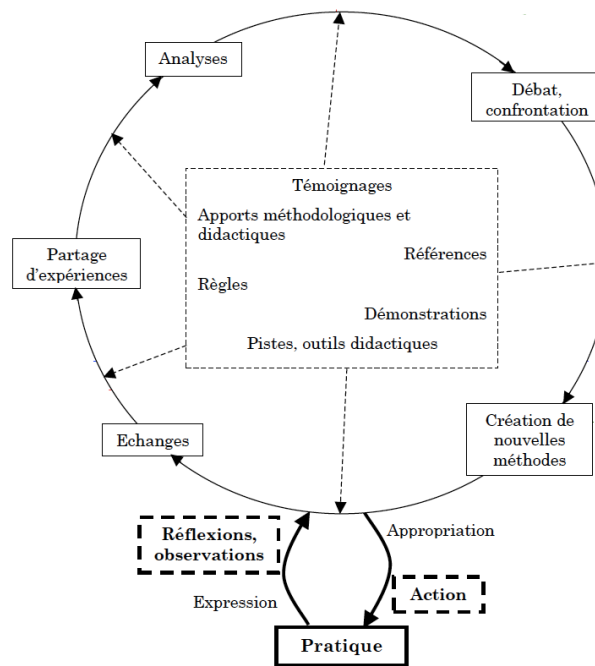 Analyses
Débat,
confrontation
Témoignages
Apports méthodologiques et
didactiques
Références
Partage
d'expériences
Règles
Démonstrations
Pistes, outils didactiques
Création de
nouvelles
méthodes
Echanges
Réflexions,
observations
Appropriation
Expression
Action
Pratique